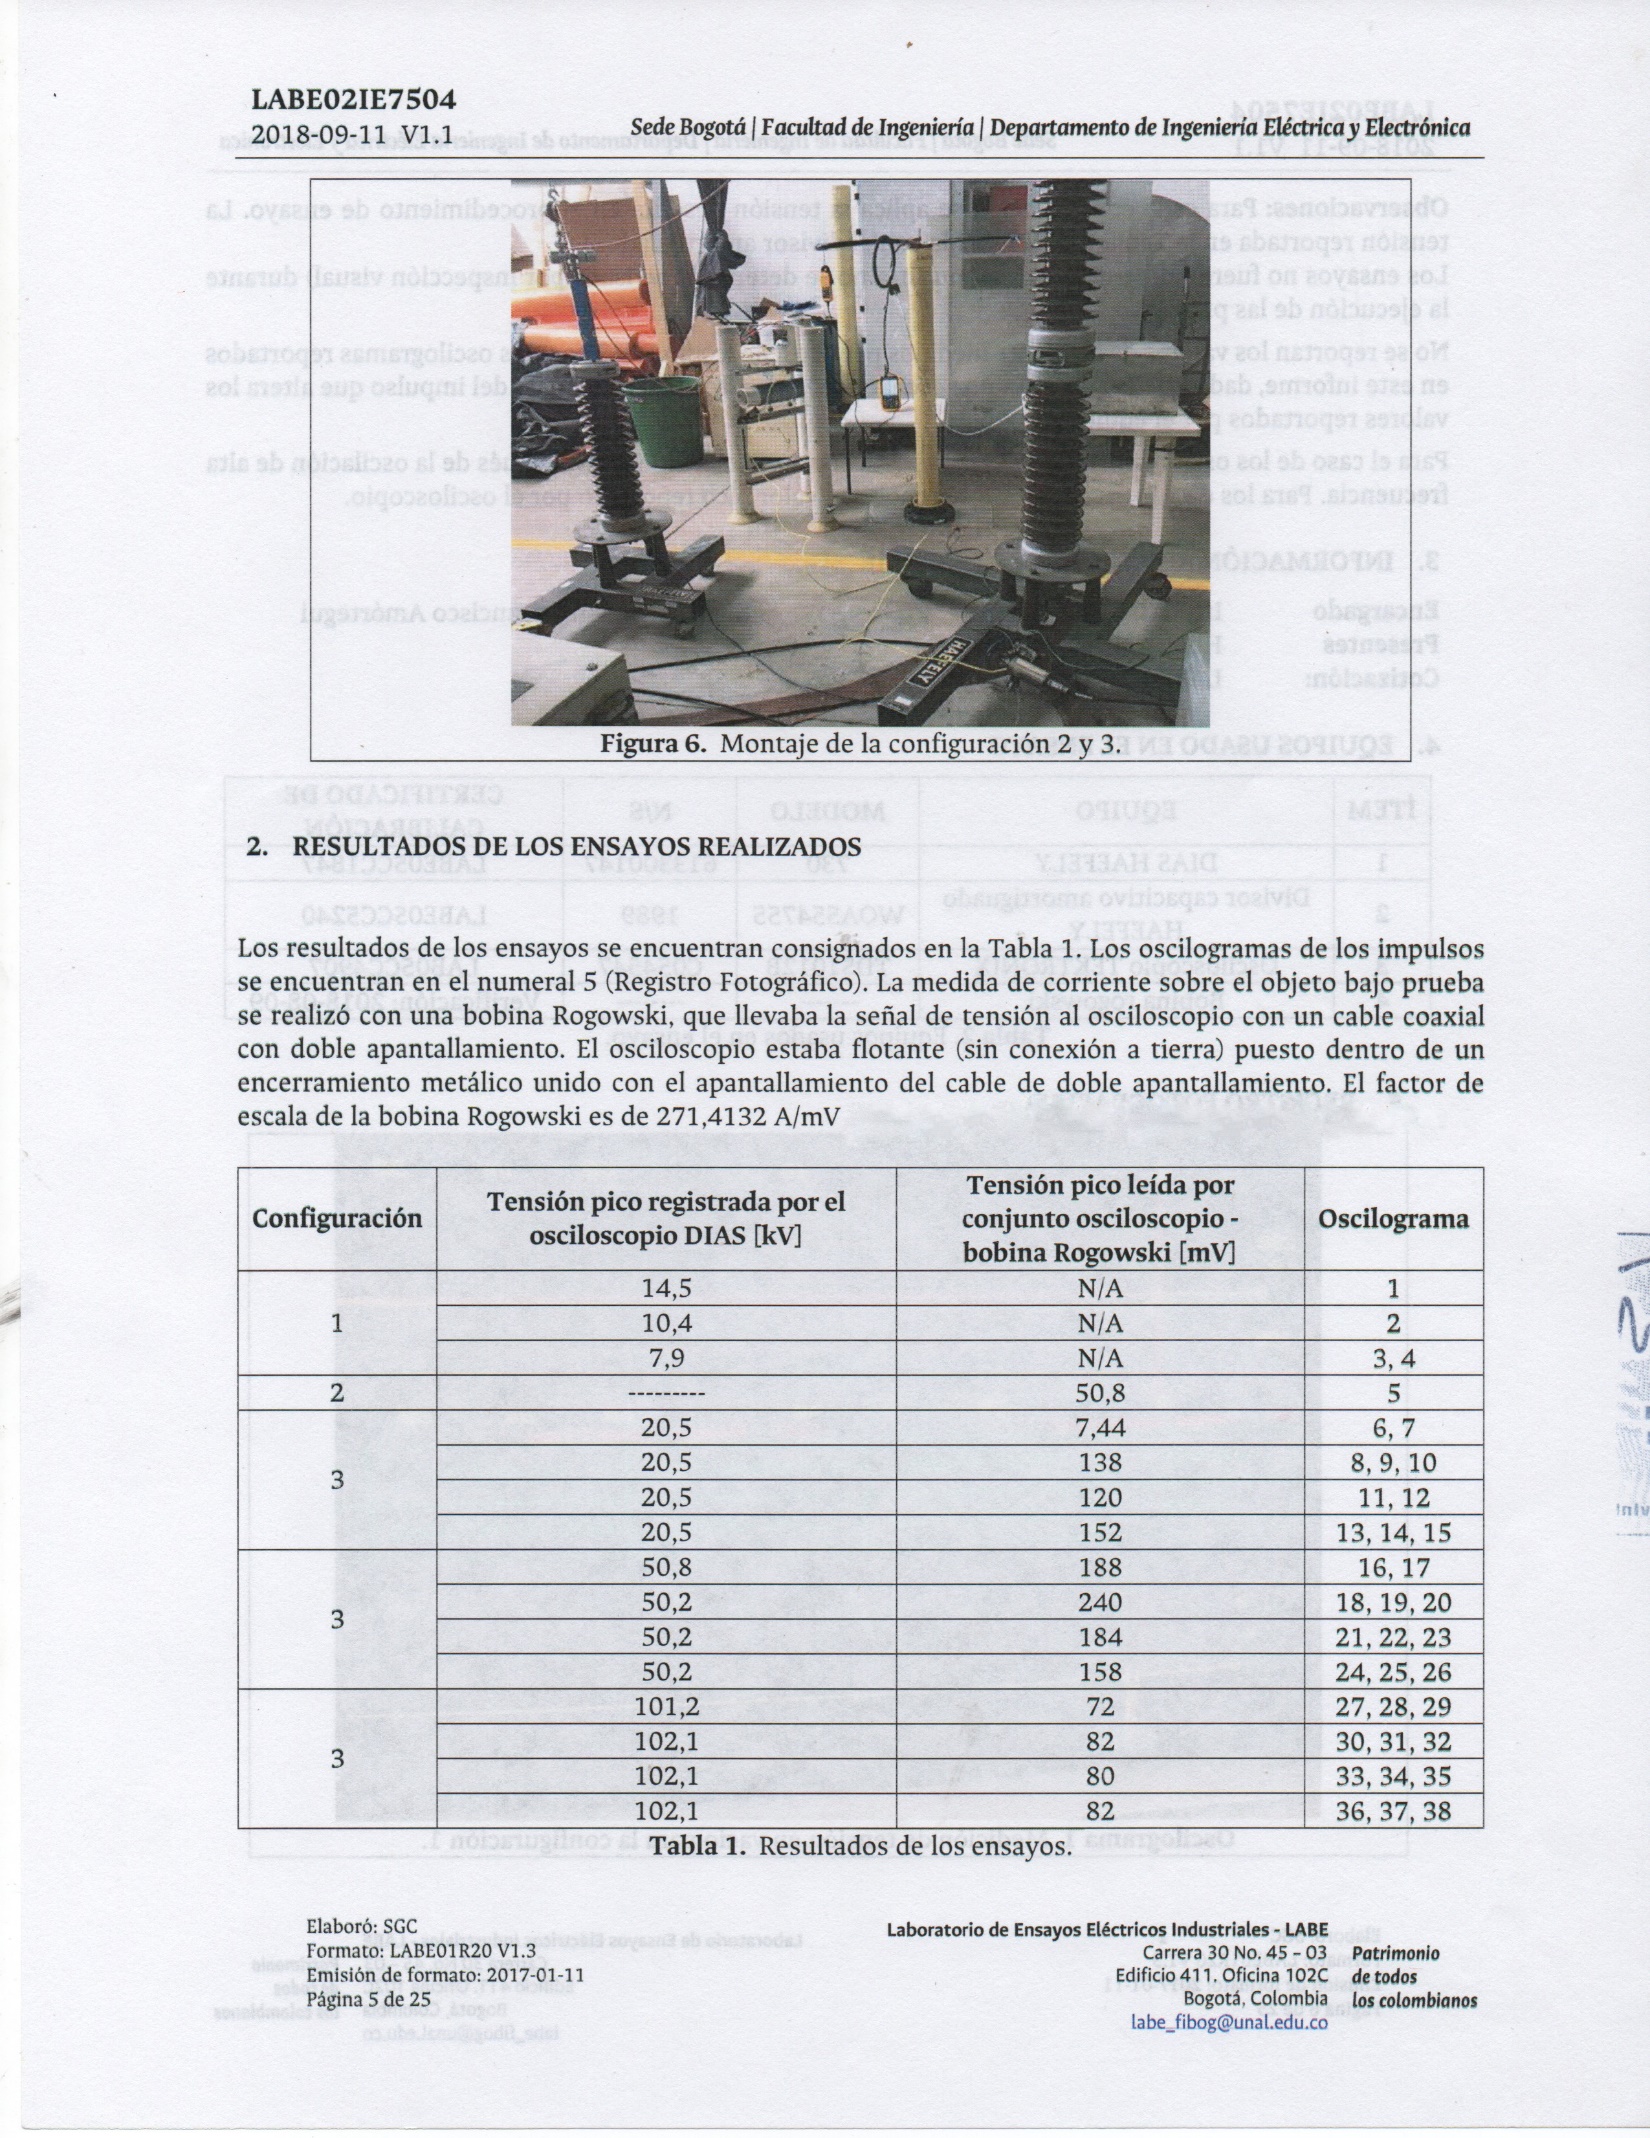 LABE02IE7504
2018-09-11 V1.1
Sede Bogotá | Facultad de Ingeniería | Departamento de Ingeniería Eléctrica y Electrónica
HAEFELY
Figura 6. Montaje de la configuración 2 y 3.
2. RESULTADOS DE LOS ENSAYOS REALIZADOS
Los resultados de los ensayos se encuentran consignados en la Tabla 1. Los oscilogramas de los impulsos
se encuentran en el numeral 5 (Registro Fotográfico). La medida de corriente sobre el objeto bajo prueba
se realizó con una bobina Rogowski, que llevaba la señal de tensión al osciloscopio con un cable coaxial
con doble apantallamiento. El osciloscopio estaba flotante (sin conexión a tierra) puesto dentro de un
encerramiento metálico unido con el apantallamiento del cable de doble apantallamiento. El factor de
escala de la bobina Rogowski es de 271,4132 A/mV
Configuración
Tensión pico registrada por el
osciloscopio DIAS [kV]
Tensión pico leída por
conjunto osciloscopio -
bobina Rogowski [mV]
Oscilograma
1
14,5 N/A 1
10,4 N/A 2
7,9 N/A 3, 4
2 --------- 50,8 5
3
20,5 7,44 6, 7
20,5 138 8, 9, 10
20,5 120 11, 12
20,5 152 13, 14, 15
3
50,8 188 16, 17
50,2 240 18, 19, 20
50,2 184 21, 22, 23
50,2 158 24, 25, 26
3
101,2 72 27, 28, 29
102,1 82 30, 31, 32
102,1 80 33, 34, 35
102,1 82 36, 37, 38
Tabla 1. Resultados de los ensayos.
Elaboró: SGC
Formato: LABE01R20 V1.3
Emisión de formato: 2017-01-11
Página 5 de 25
Laboratorio de Ensayos Eléctricos Industriales - LABE
Carrera 30 No. 45 – 03
Edificio 411. Oficina 102C
Bogotá, Colombia
labe_fibog@unal.edu.co
Patrimonio
de todos
los colombianos